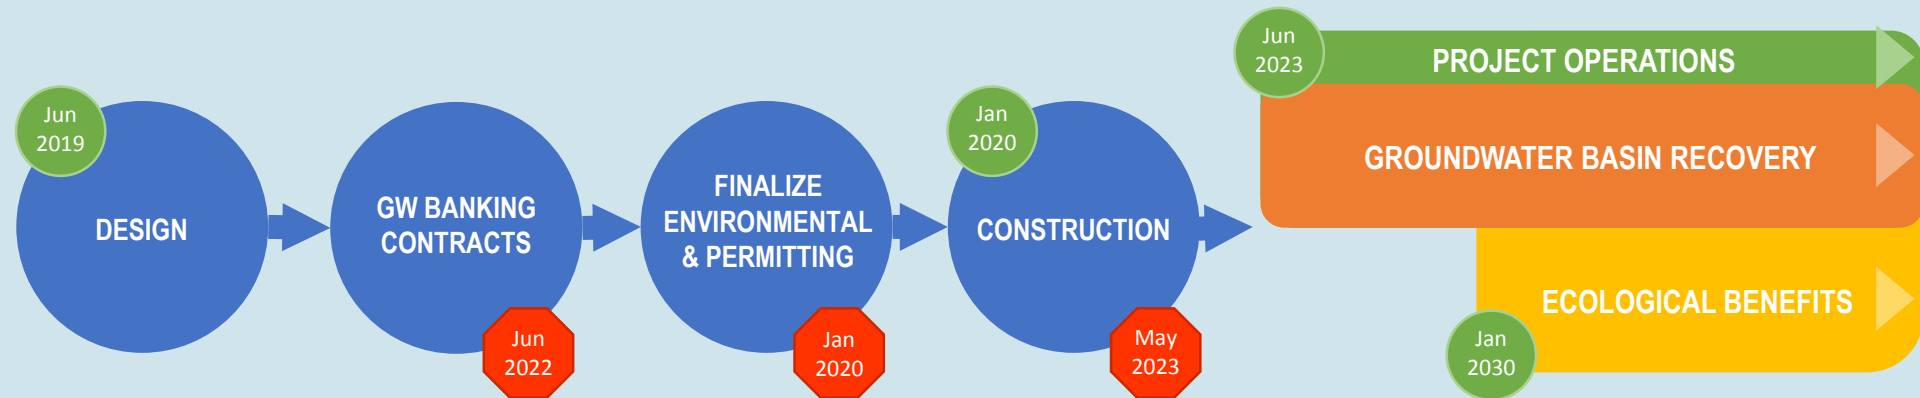 Jun
2019
DESIGN
GW BANKING
CONTRACTS
Jun
2022
FINALIZE
ENVIRONMENTAL
& PERMITTING
Jan
2020
Jan
2020
CONSTRUCTION
May
2023
Jun
2023
PROJECT OPERATIONS
GROUNDWATER BASIN RECOVERY
ECOLOGICAL BENEFITS
Jan
2030